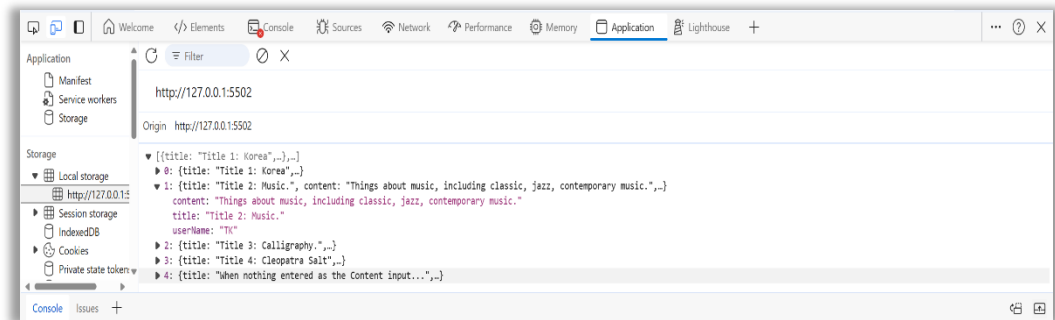 Welcome Elements Console Sources Network Performance Memory Application Lighthouse
Application
Manifest
Service workers
Storage
Storage
Local storage
http://127.0.0.1:5
Session storage
IndexedDB
Cookies
Private state tokens
Filter
http://127.0.0.1:5502
Origin http://127.0.0.1:5502
▼ [{title: "Title 1: Korea",…},…]
▶ 0: {title: "Title 1: Korea",…}
▼ 1: {title: "Title 2: Music.", content: "Things about music, including classic, jazz, contemporary music.",…}
content: "Things about music, including classic, jazz, contemporary music."
title: "Title 2: Music."
userName: "TK"
▶ 2: {title: "Title 3: Calligraphy.",…}
▶ 3: {title: "Title 4: Cleopatra Salt",…}
▶ 4: {title: "When nothing entered as the Content input...",…}
Console Issues